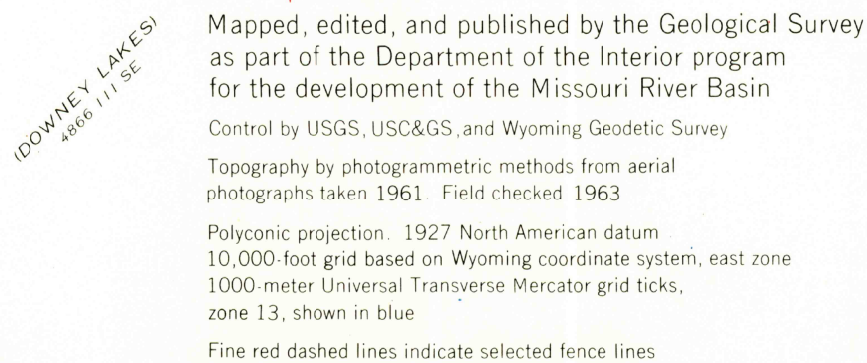 (DOWNEY LAKES)
4866 III SE
Mapped, edited, and published by the Geological Survey
as part of the Department of the Interior program
for the development of the Missouri River Basin
Control by USGS, USC&GS, and Wyoming Geodetic Survey
Topography by photogrammetric methods from aerial
photographs taken 1961. Field checked 1963
Polyconic projection. 1927 North American datum
10,000-foot grid based on Wyoming coordinate system, east zone
1000-meter Universal Transverse Mercator grid ticks,
zone 13, shown in blue
Fine red dashed lines indicate selected fence lines